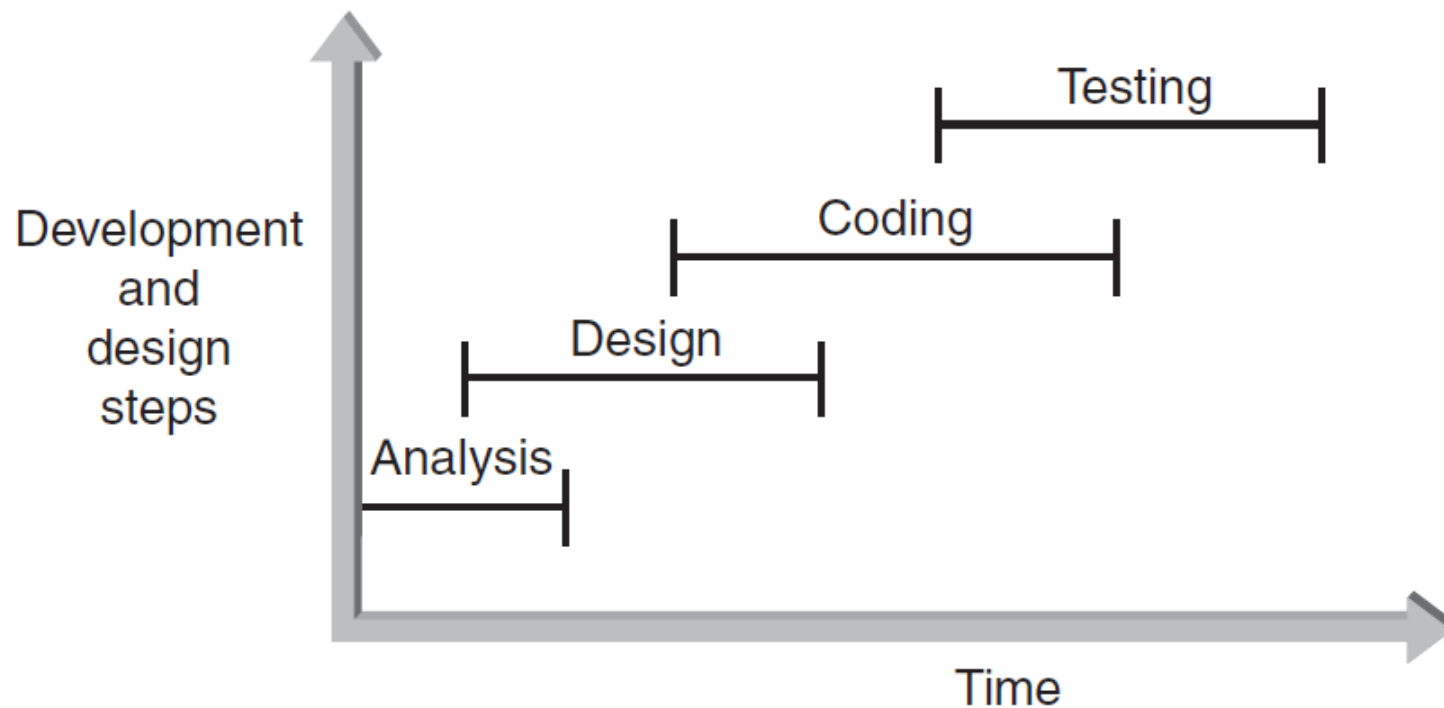 Testing
Coding
Development
and
design
steps
Design
Analysis
Time